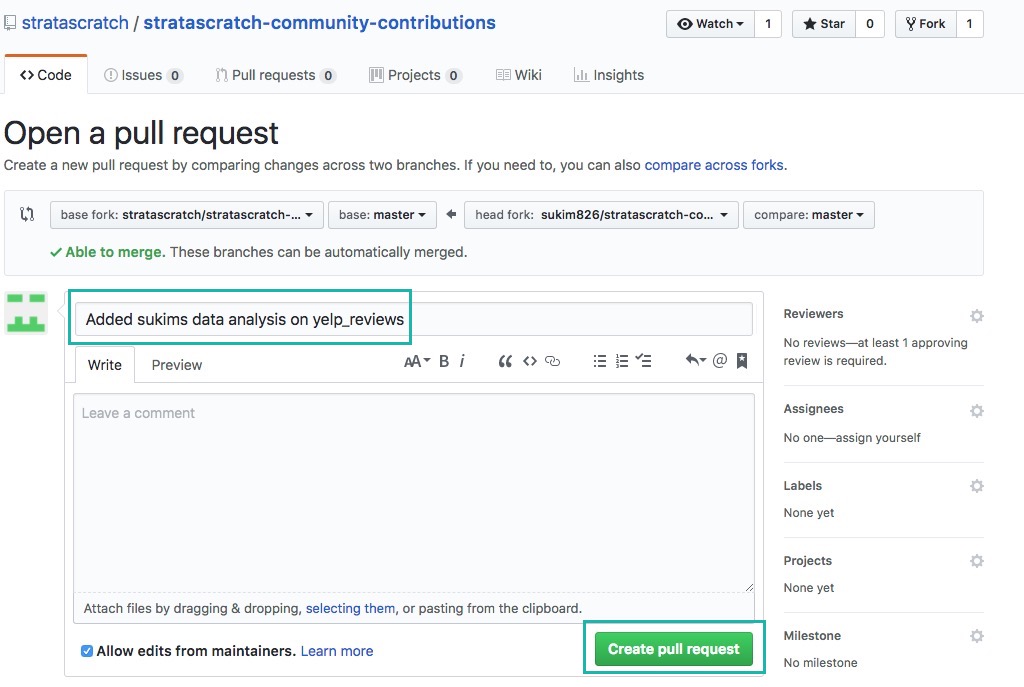 stratascratch / stratascratch-community-contributions
Watch 1 Star 0 Fork 1
Code Issues 0 Pull requests 0 Projects 0 Wiki Insights
Open a pull request
Create a new pull request by comparing changes across two branches. If you need to, you can also compare across forks.
base fork: stratascratch/stratascratch-... base: master head fork: sukim826/stratascratch-co... compare: master
Able to merge. These branches can be automatically merged.
Added sukims data analysis on yelp_reviews
Write Preview AA B i
Leave a comment
Attach files by dragging & dropping, selecting them, or pasting from the clipboard.
Allow edits from maintainers. Learn more
Create pull request
Reviewers
No reviews—at least 1 approving
review is required.
Assignees
No one—assign yourself
Labels
None yet
Projects
None yet
Milestone
No milestone